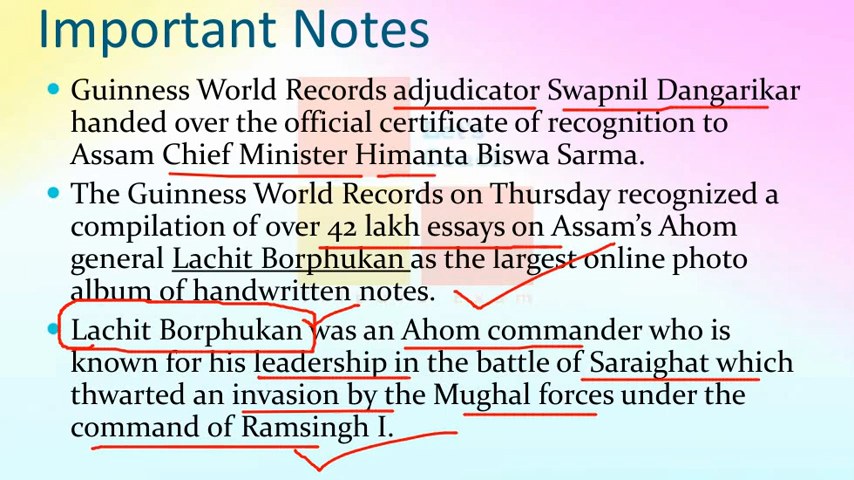 Important Notes
• Guinness World Records adjudicator Swapnil Dangarikar
handed over the official certificate of recognition to
Assam Chief Minister Himanta Biswa Sarma.
• The Guinness World Records on Thursday recognized a
compilation of over 42 lakh essays on Assam's Ahom
general Lachit Borphukan as the largest online photo
album of handwritten notes.
• Lachit Borphukan was an Ahom commander who is
known for his leadership in the battle of Saraighat which
thwarted an invasion by the Mughal forces under the
command of Ramsingh I.